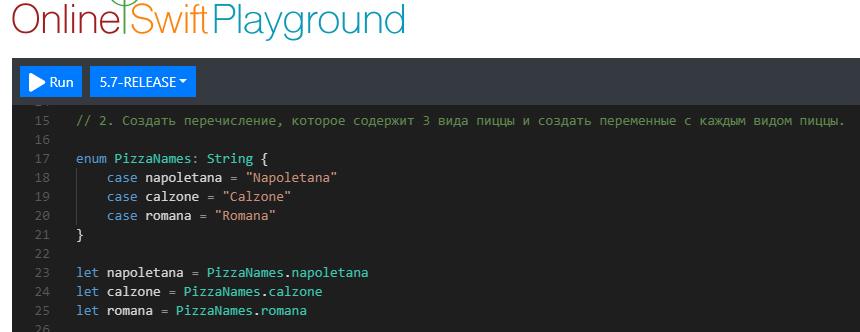 Online Swift Playground
Run 5.7-RELEASE
15 // 2. Создать перечисление, которое содержит 3 вида пиццы и создать переменные с каждым видом пиццы.
16
17 enum PizzaNames: String {
18     case napoletana = "Napoletana"
19     case calzone = "Calzone"
20     case romana = "Romana"
21 }
22
23 let napoletana = PizzaNames.napoletana
24 let calzone = PizzaNames.calzone
25 let romana = PizzaNames.romana
26